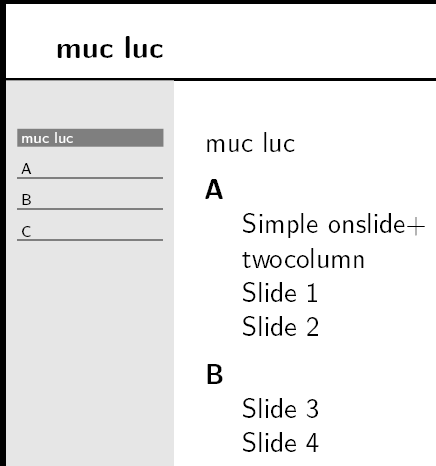 muc luc
muc luc
A
B
C
muc luc
A
Simple onslide+
twocolumn
Slide 1
Slide 2
B
Slide 3
Slide 4